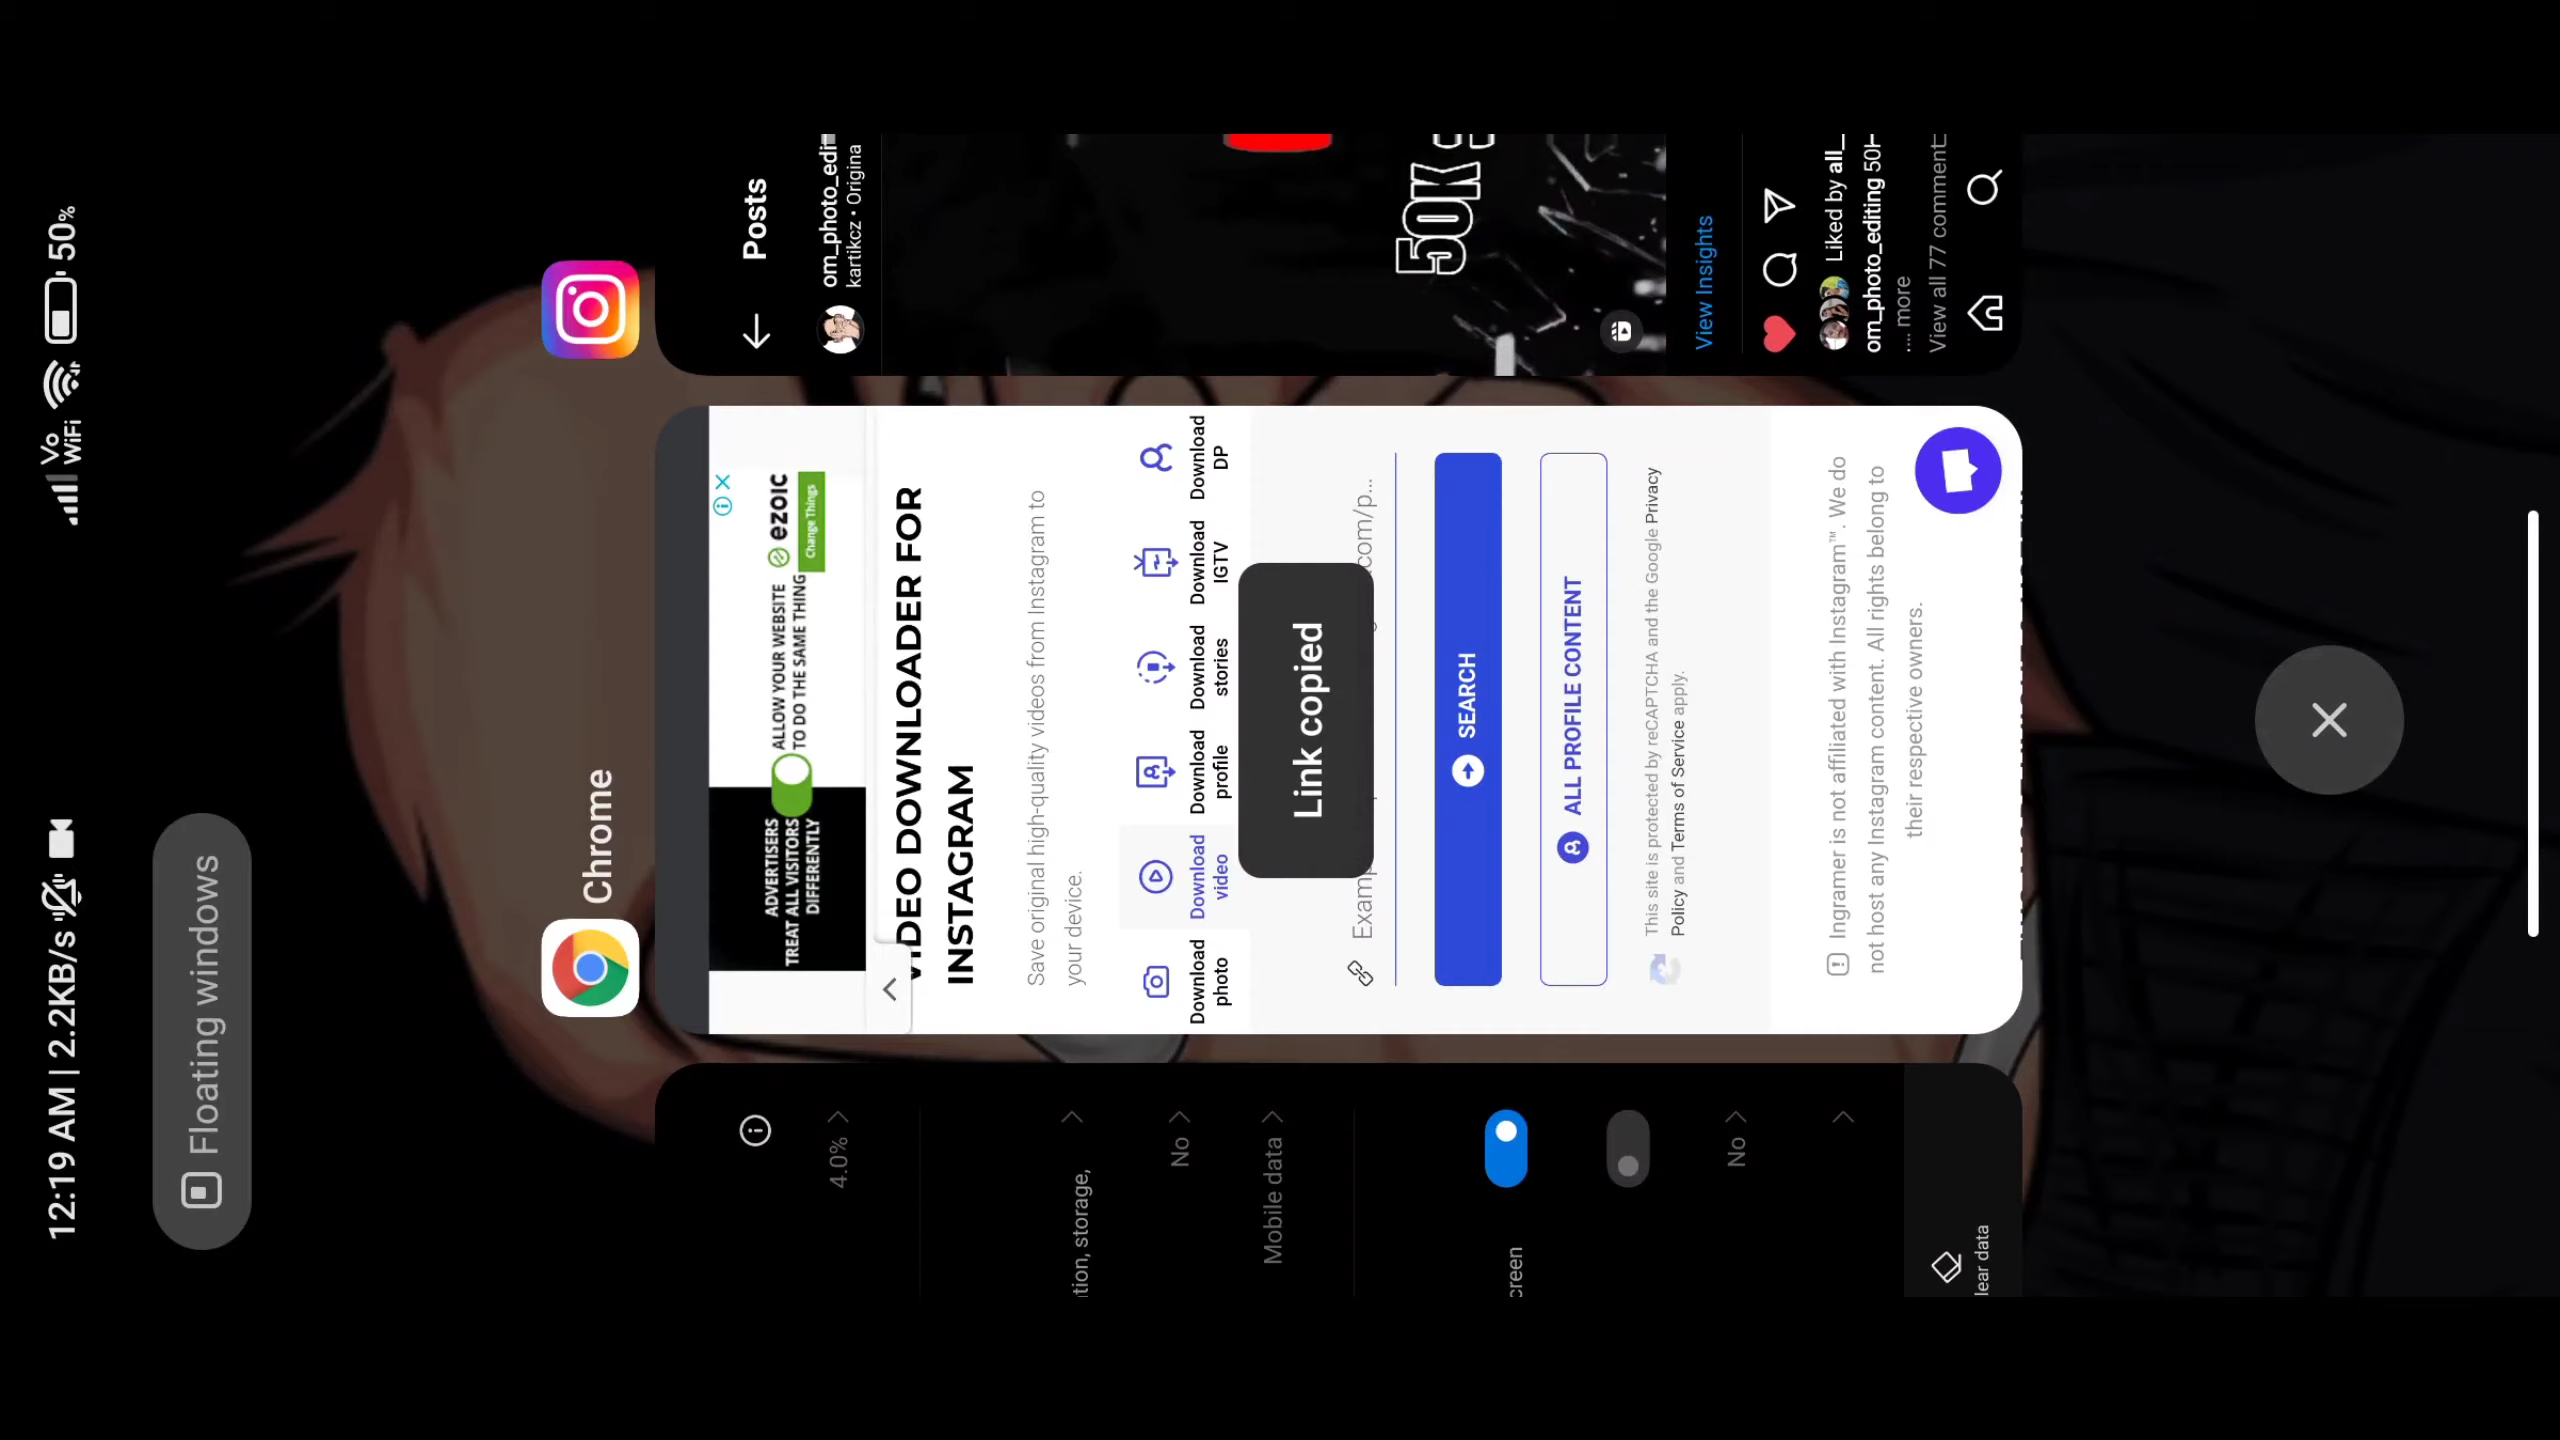 12:19 AM | 2.2KB/s
Vo
WiFi
50%
Floating windows
Chrome
4.0%
No
Mobile data
No
lear data
ADVERTISERS
TREAT ALL VISITORS
DIFFERENTLY
ALLOW YOUR WEBSITE
TO DO THE SAME THING
ezoic
Change Things
VIDEO DOWNLOADER FOR
INSTAGRAM
Save original high-quality videos from Instagram to
your device.
Download photo
Download video
Download profile
Download stories
Download IGTV
Download DP
Link copied
com/p...
SEARCH
ALL PROFILE CONTENT
This site is protected by reCAPTCHA and the Google Privacy
Policy and Terms of Service apply.
Ingramer is not affiliated with Instagram™. We do
not host any Instagram content. All rights belong to
their respective owners.
Posts
om_photo_edit
kartikcz • Origina
50K
View Insights
Liked by all_
om_photo_editing 50H
.... more
View all 77 comment